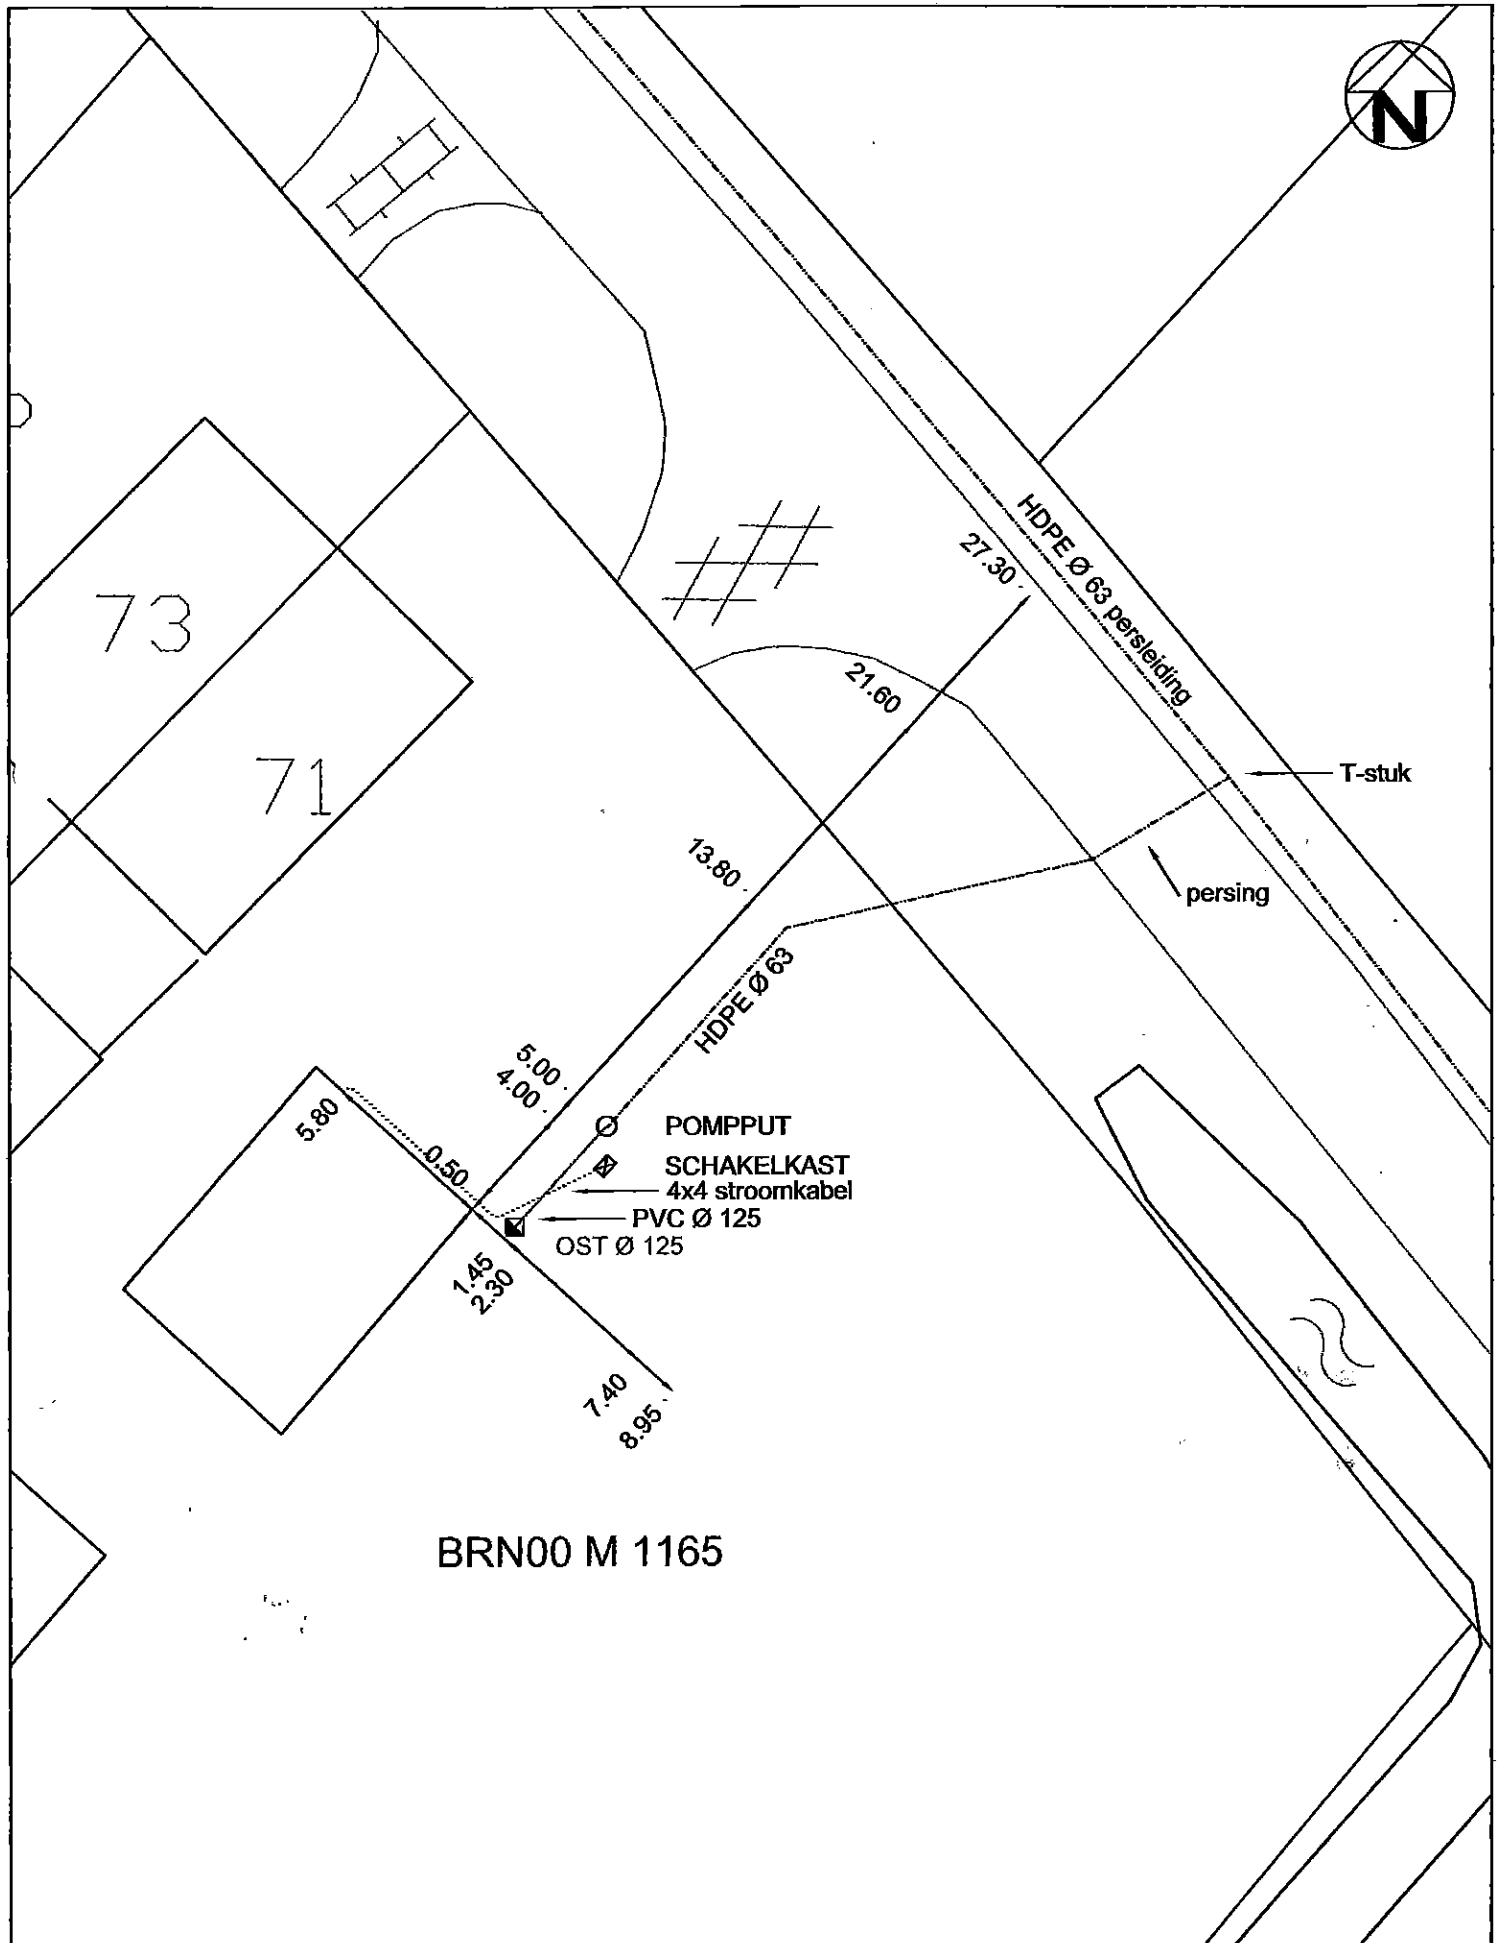 N
HDPE Ø 63 persleiding
27.30
73
21.60
71
T-stuk
13.80
persing
HDPE Ø 63
5.00
4.00
5.80
POMPPUT
0.50
SCHAKELKAST
4x4 stroomkabel
PVC Ø 125
OST Ø 125
1.45
2.30
7.40
8.95
BRN00 M 1165